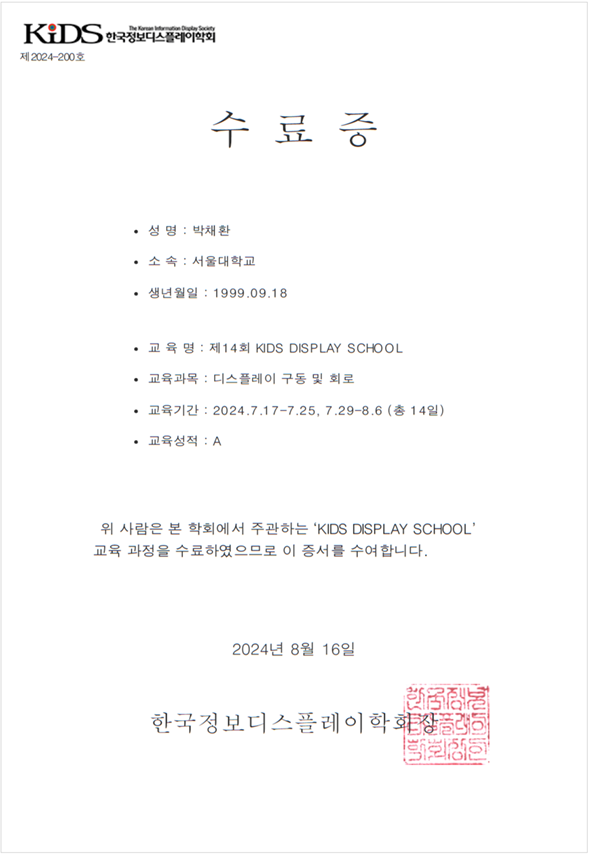 KiDS The Korean Information Display Society
한국정보디스플레이학회
제2024-200호
수 료 증
• 성 명 : 박채환
• 소 속 : 서울대학교
• 생년월일 : 1999.09.18
• 교 육 명 : 제14회 KIDS DISPLAY SCHOOL
• 교육과목 : 디스플레이 구동 및 회로
• 교육기간 : 2024.7.17-7.25, 7.29-8.6 (총 14일)
• 교육성적 : A
위 사람은 본 학회에서 주관하는 ‘KIDS DISPLAY SCHOOL’
교육 과정을 수료하였으므로 이 증서를 수여합니다.
2024년 8월 16일
한국정보디스플레이학회장